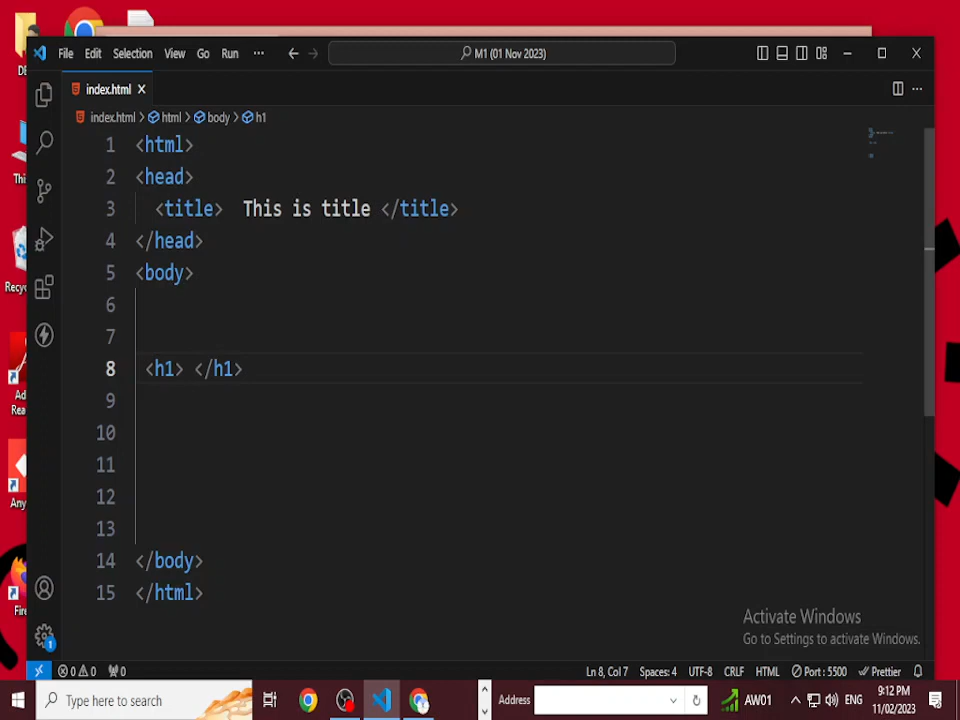 File Edit Selection View Go Run ··· M1 (01 Nov 2023)
index.html
index.html > html > body > h1
1 <html>
2 <head>
3 <title> This is title </title>
4 </head>
5 <body>
6
7
8 <h1> </h1>
9
10
11
12
13
14 </body>
15 </html>
Activate Windows
Go to Settings to activate Windows.
1
0 0 0 Ln 8, Col 7 Spaces: 4 UTF-8 CRLF HTML Port : 5500 Prettier
Type here to search Address AW01 ENG 9:12 PM
11/02/2023